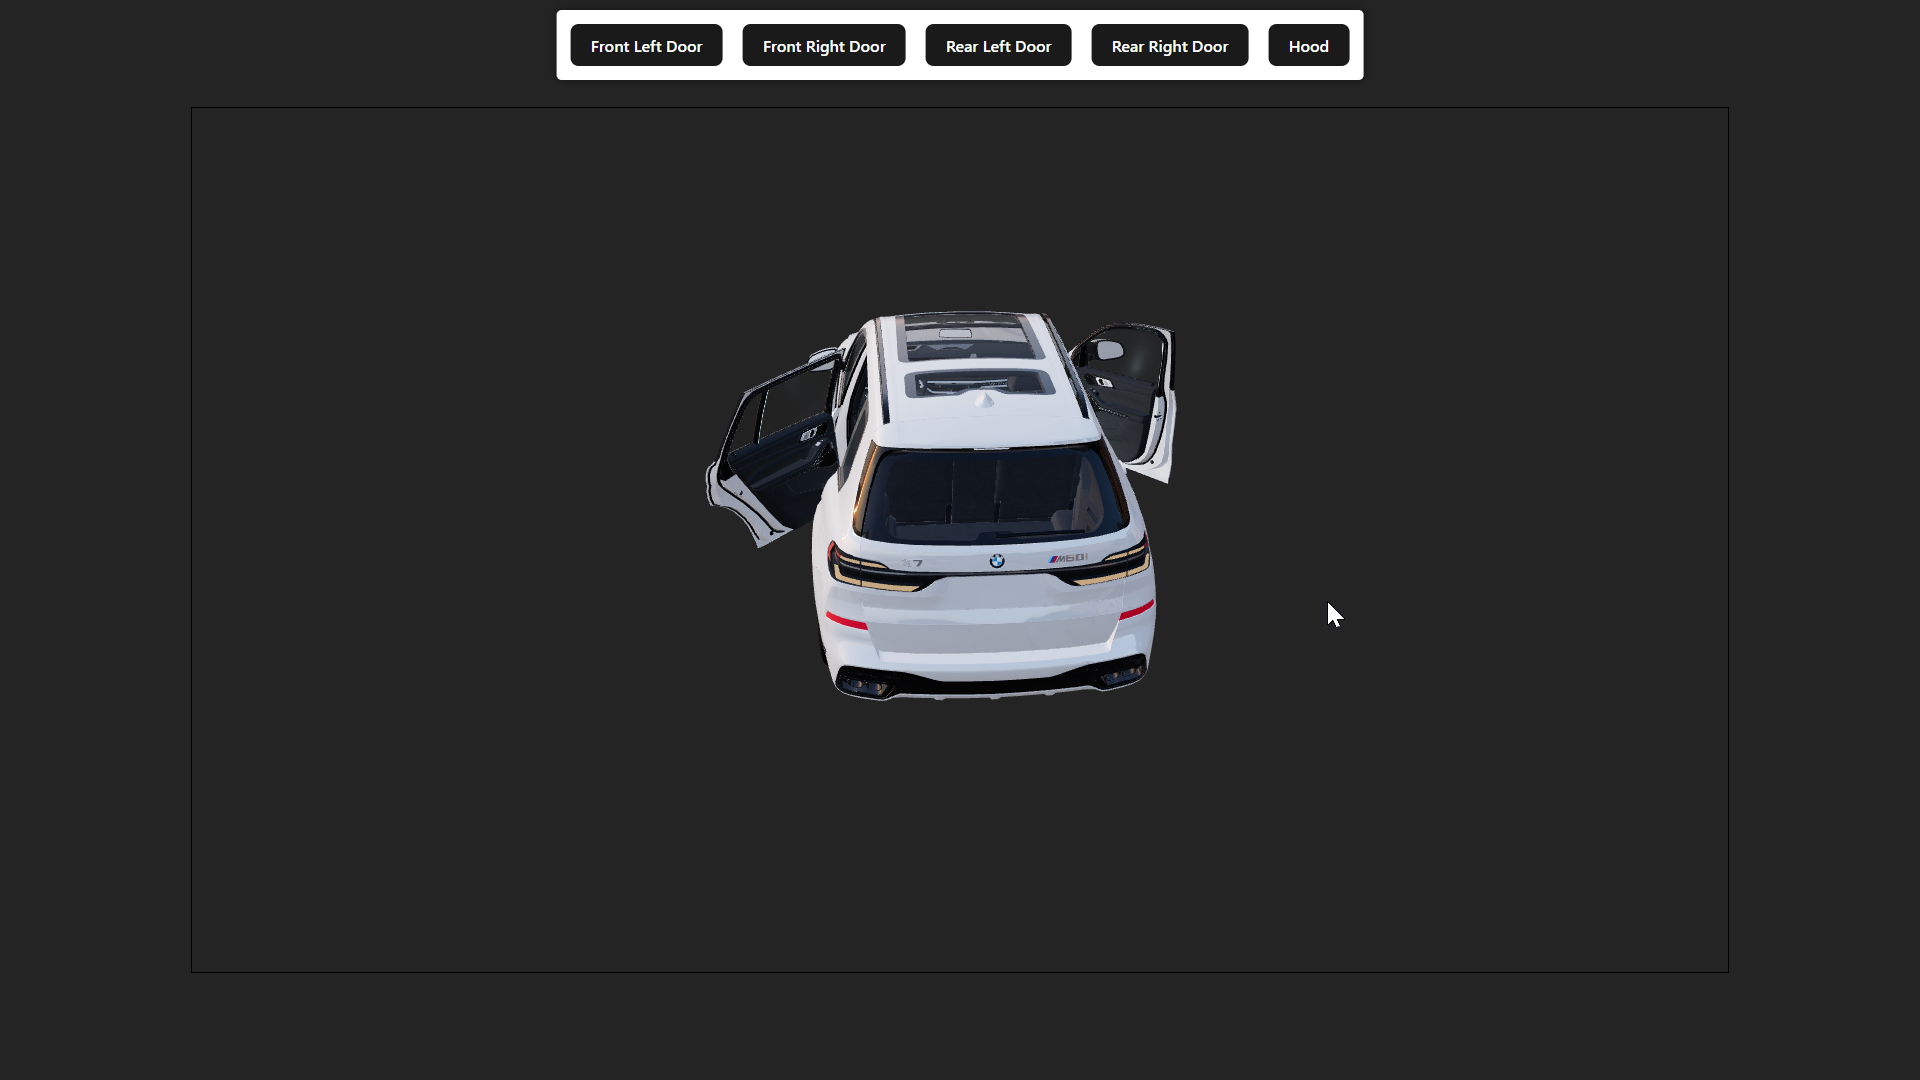 Front Left Door
Front Right Door
Rear Left Door
Rear Right Door
Hood
X7
M60i